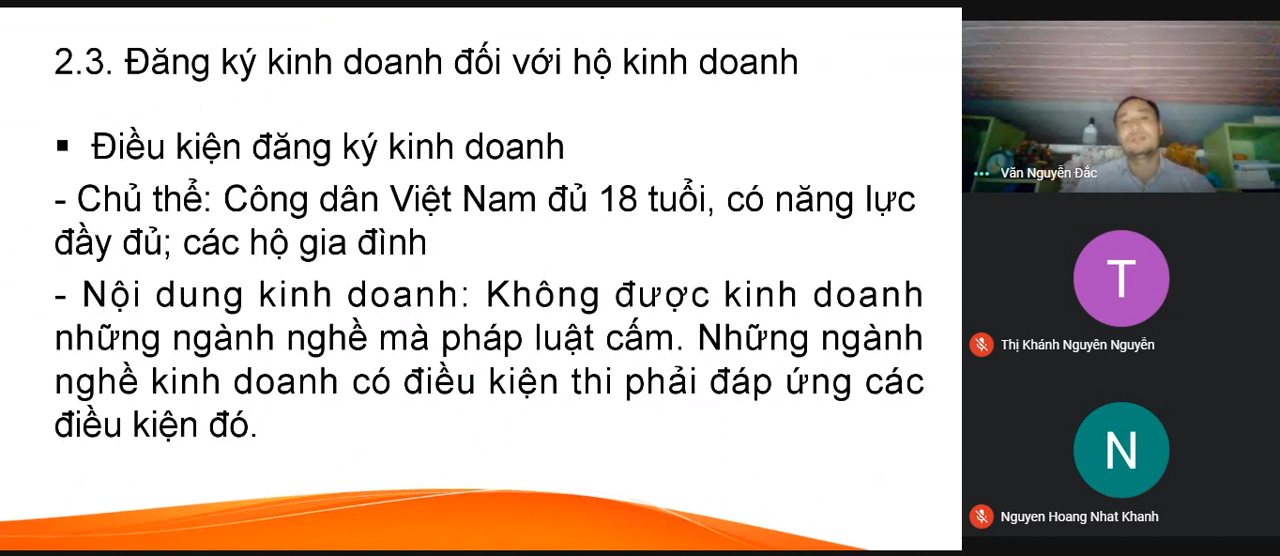 2.3. Đăng ký kinh doanh đối với hộ kinh doanh
▪ Điều kiện đăng ký kinh doanh
- Chủ thể: Công dân Việt Nam đủ 18 tuổi, có năng lực
đầy đủ; các hộ gia đình
- Nội dung kinh doanh: Không được kinh doanh
những ngành nghề mà pháp luật cấm. Những ngành
nghề kinh doanh có điều kiện thi phải đáp ứng các
điều kiện đó.
Văn Nguyễn Đắc
T
Thị Khánh Nguyên Nguyễn
N
Nguyen Hoang Nhat Khanh